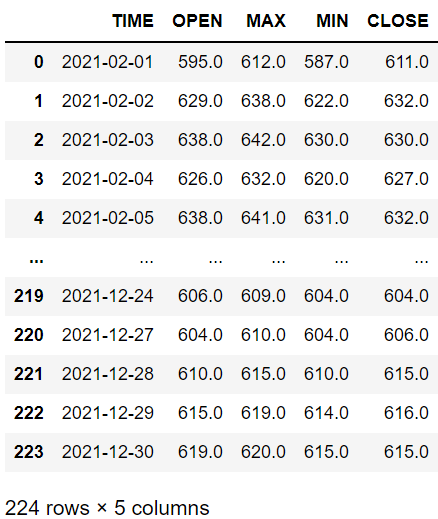 TIME OPEN MAX MIN CLOSE
0 2021-02-01 595.0 612.0 587.0 611.0
1 2021-02-02 629.0 638.0 622.0 632.0
2 2021-02-03 638.0 642.0 630.0 630.0
3 2021-02-04 626.0 632.0 620.0 627.0
4 2021-02-05 638.0 641.0 631.0 632.0
... ... ... ... ... ...
219 2021-12-24 606.0 609.0 604.0 604.0
220 2021-12-27 604.0 610.0 604.0 606.0
221 2021-12-28 610.0 615.0 610.0 615.0
222 2021-12-29 615.0 619.0 614.0 616.0
223 2021-12-30 619.0 620.0 615.0 615.0
224 rows × 5 columns